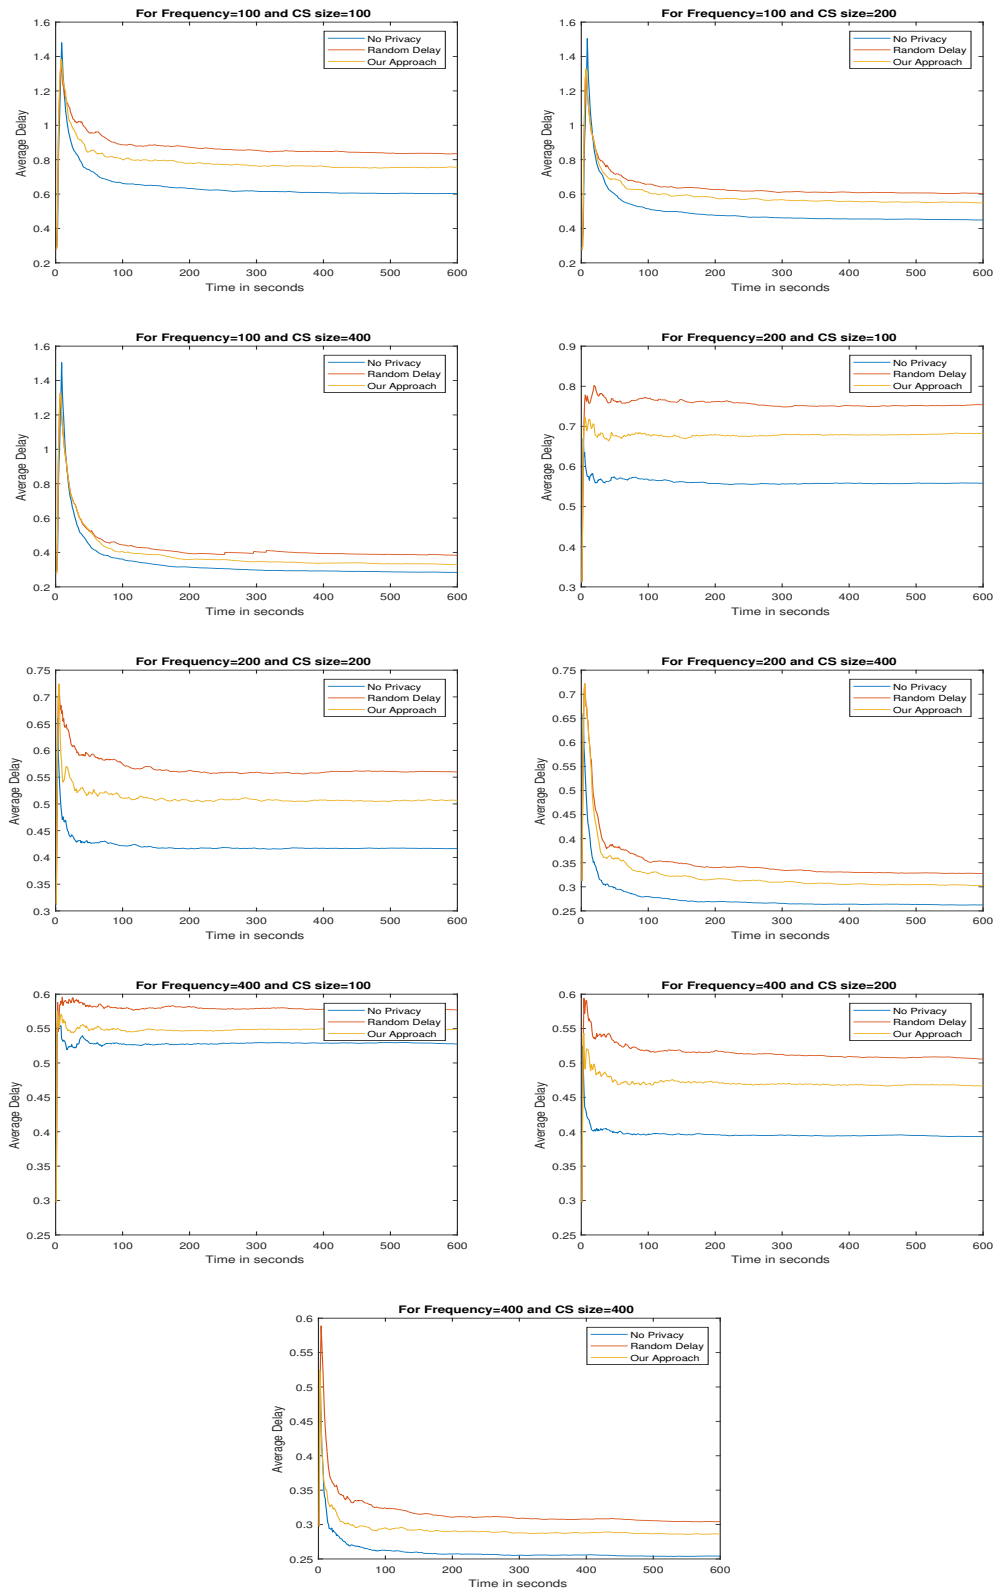 For Frequency=100 and CS size=100
1.6
1.4
1.2
1
0.8
0.6
0.4
0.2
Average Delay
No Privacy
Random Delay
Our Approach
0 100 200 300 400 500 600
Time in seconds
For Frequency=100 and CS size=200
1.6
1.4
1.2
1
0.8
0.6
0.4
0.2
Average Delay
No Privacy
Random Delay
Our Approach
0 100 200 300 400 500 600
Time in seconds
For Frequency=100 and CS size=400
1.6
1.4
1.2
1
0.8
0.6
0.4
0.2
Average Delay
No Privacy
Random Delay
Our Approach
0 100 200 300 400 500 600
Time in seconds
For Frequency=200 and CS size=100
0.9
0.8
0.7
0.6
0.5
0.4
0.3
Average Delay
No Privacy
Random Delay
Our Approach
0 100 200 300 400 500 600
Time in seconds
For Frequency=200 and CS size=200
0.75
0.7
0.65
0.6
0.55
0.5
0.45
0.4
0.35
0.3
Average Delay
No Privacy
Random Delay
Our Approach
0 100 200 300 400 500 600
Time in seconds
For Frequency=200 and CS size=400
0.75
0.7
0.65
0.6
0.55
0.5
0.45
0.4
0.35
0.3
0.25
Average Delay
No Privacy
Random Delay
Our Approach
0 100 200 300 400 500 600
Time in seconds
For Frequency=400 and CS size=100
0.6
0.55
0.5
0.45
0.4
0.35
0.3
0.25
Average Delay
No Privacy
Random Delay
Our Approach
0 100 200 300 400 500 600
Time in seconds
For Frequency=400 and CS size=200
0.6
0.55
0.5
0.45
0.4
0.35
0.3
0.25
Average Delay
No Privacy
Random Delay
Our Approach
0 100 200 300 400 500 600
Time in seconds
For Frequency=400 and CS size=400
0.6
0.55
0.5
0.45
0.4
0.35
0.3
0.25
Average Delay
No Privacy
Random Delay
Our Approach
0 100 200 300 400 500 600
Time in seconds